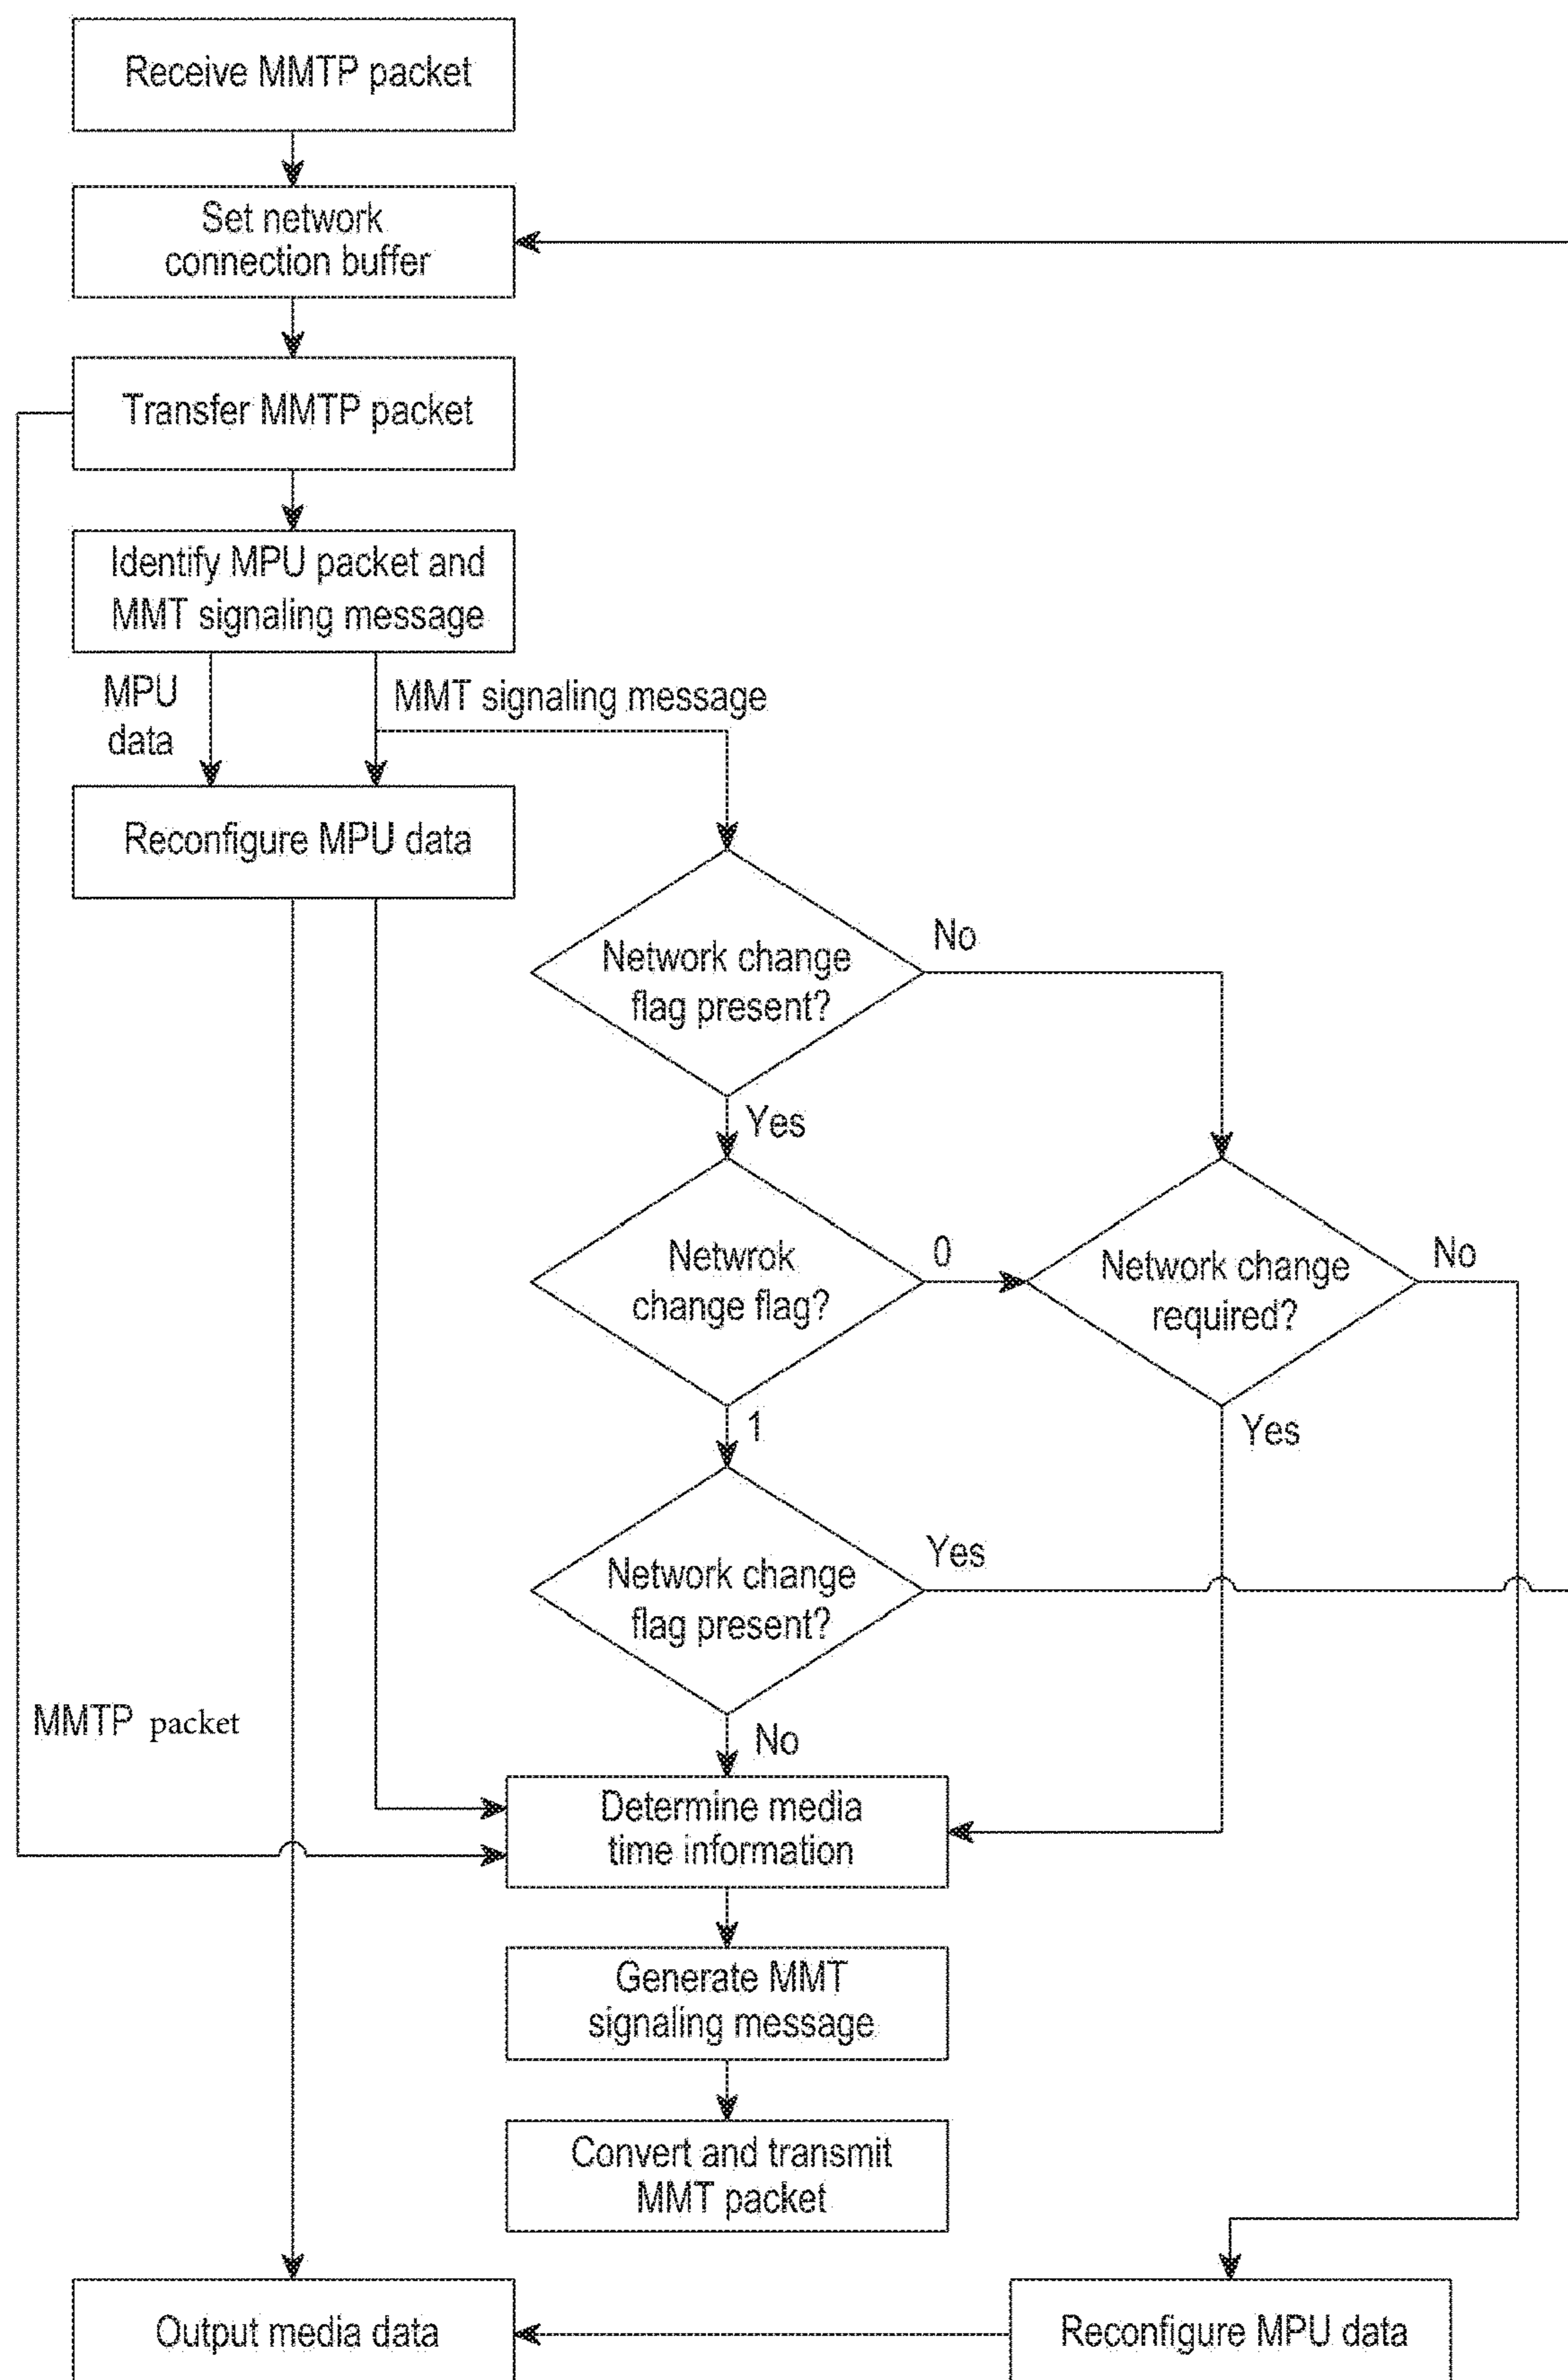 Receive MMTP packet
Set network
connection buffer
Transfer MMTP packet
Identify MPU packet and
MMT signaling message
MPU
data
MMT signaling message
Reconfigure MPU data
Network change
flag present?
No
Yes
Netwrok
change flag?
0
Network change
required?
No
1
Yes
Network change
flag present?
Yes
No
MMTP packet
Determine media
time information
Generate MMT
signaling message
Convert and transmit
MMT packet
Output media data
Reconfigure MPU data